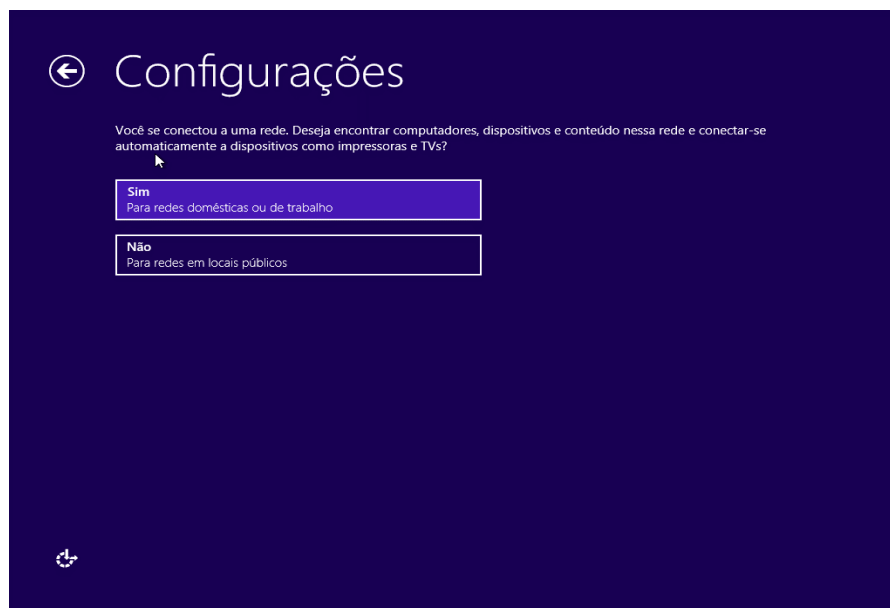 Configurações
Você se conectou a uma rede. Deseja encontrar computadores, dispositivos e conteúdo nessa rede e conectar-se
automaticamente a dispositivos como impressoras e TVs?
Sim
Para redes domésticas ou de trabalho
Não
Para redes em locais públicos